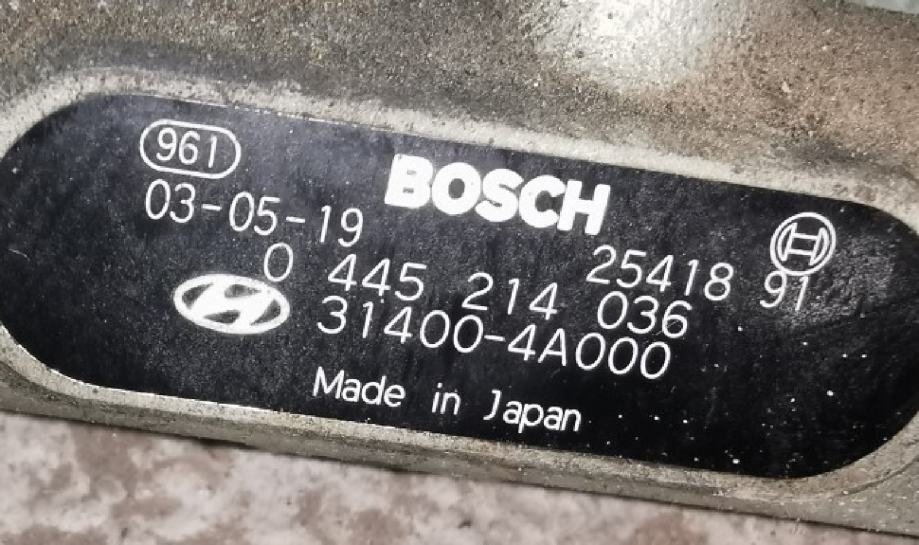 961
BOSCH
03-05-19
25418 91
0 445 214 036
31400-4A000
Made in Japan